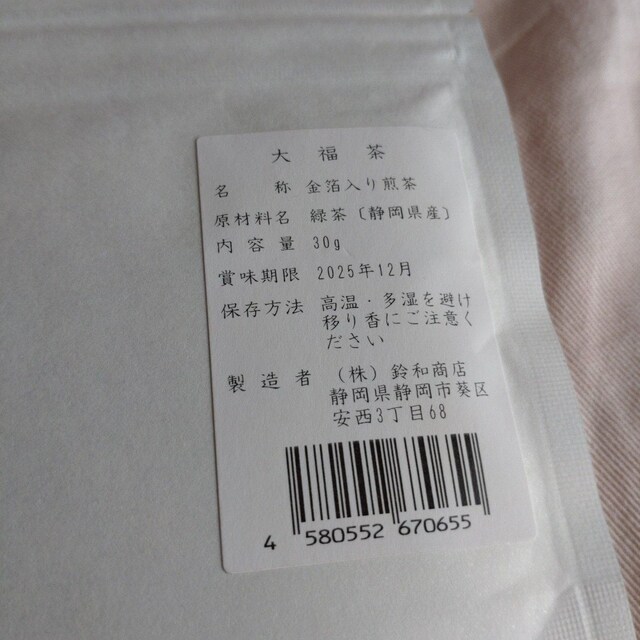 大福茶
名称 金箔入り煎茶
原材料名 緑茶〔静岡県産〕
内容量 30g
賞味期限 2025年12月
保存方法 高温・多湿を避け
移り香にご注意く
ださい
製造者 （株）鈴和商店
静岡県静岡市葵区
安西3丁目68
4 580552 670655